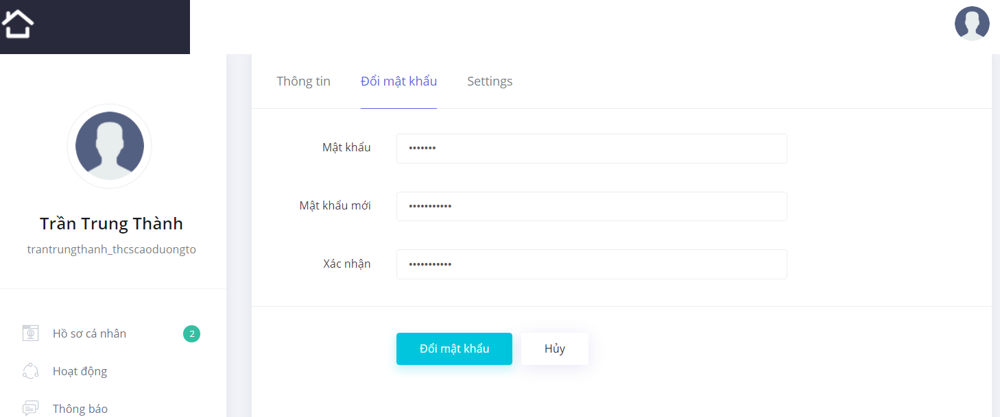 Thông tin Đổi mật khẩu Settings
Trần Trung Thành
trantrungthanh_thcscaoduongto
Hồ sơ cá nhân 2
Hoạt động
Thông báo
Mật khẩu •••••••
Mật khẩu mới •••••••••••
Xác nhận •••••••••••
Đổi mật khẩu Hủy